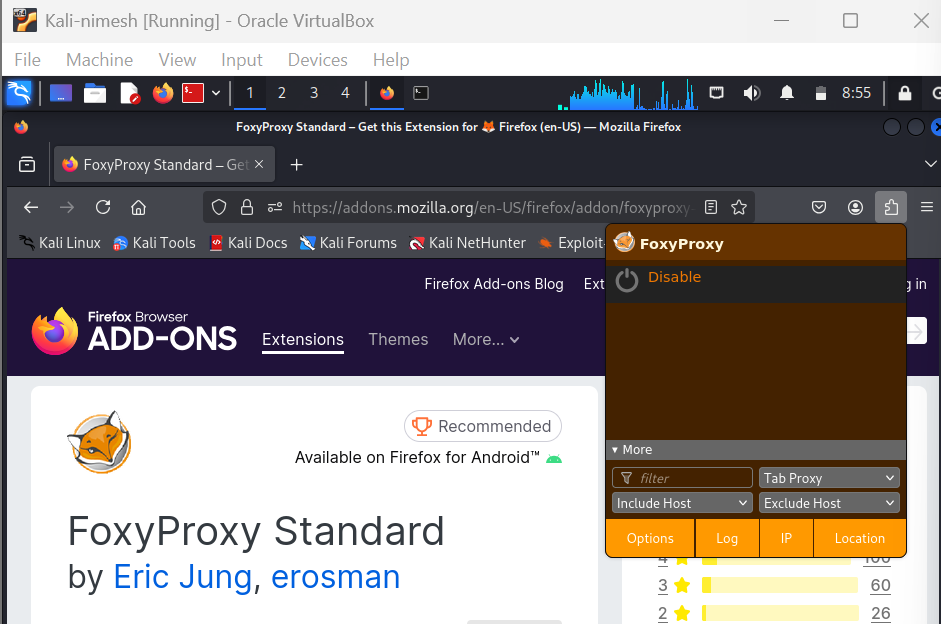 Kali-nimesh [Running] - Oracle VirtualBox
File Machine View Input Devices Help
1 2 3 4 8:55
FoxyProxy Standard – Get this Extension for 🦊 Firefox (en-US) — Mozilla Firefox
FoxyProxy Standard – Get
https://addons.mozilla.org/en-US/firefox/addon/foxyproxy-
Kali Linux Kali Tools Kali Docs Kali Forums Kali NetHunter Exploit-
FoxyProxy
Disable
Firefox Add-ons Blog Ext g in
Firefox Browser
ADD-ONS
Extensions Themes More...
More
Recommended
Available on Firefox for Android™
filter Tab Proxy
Include Host Exclude Host
FoxyProxy Standard
Options Log IP Location
by Eric Jung, erosman
4 100
3 60
2 26